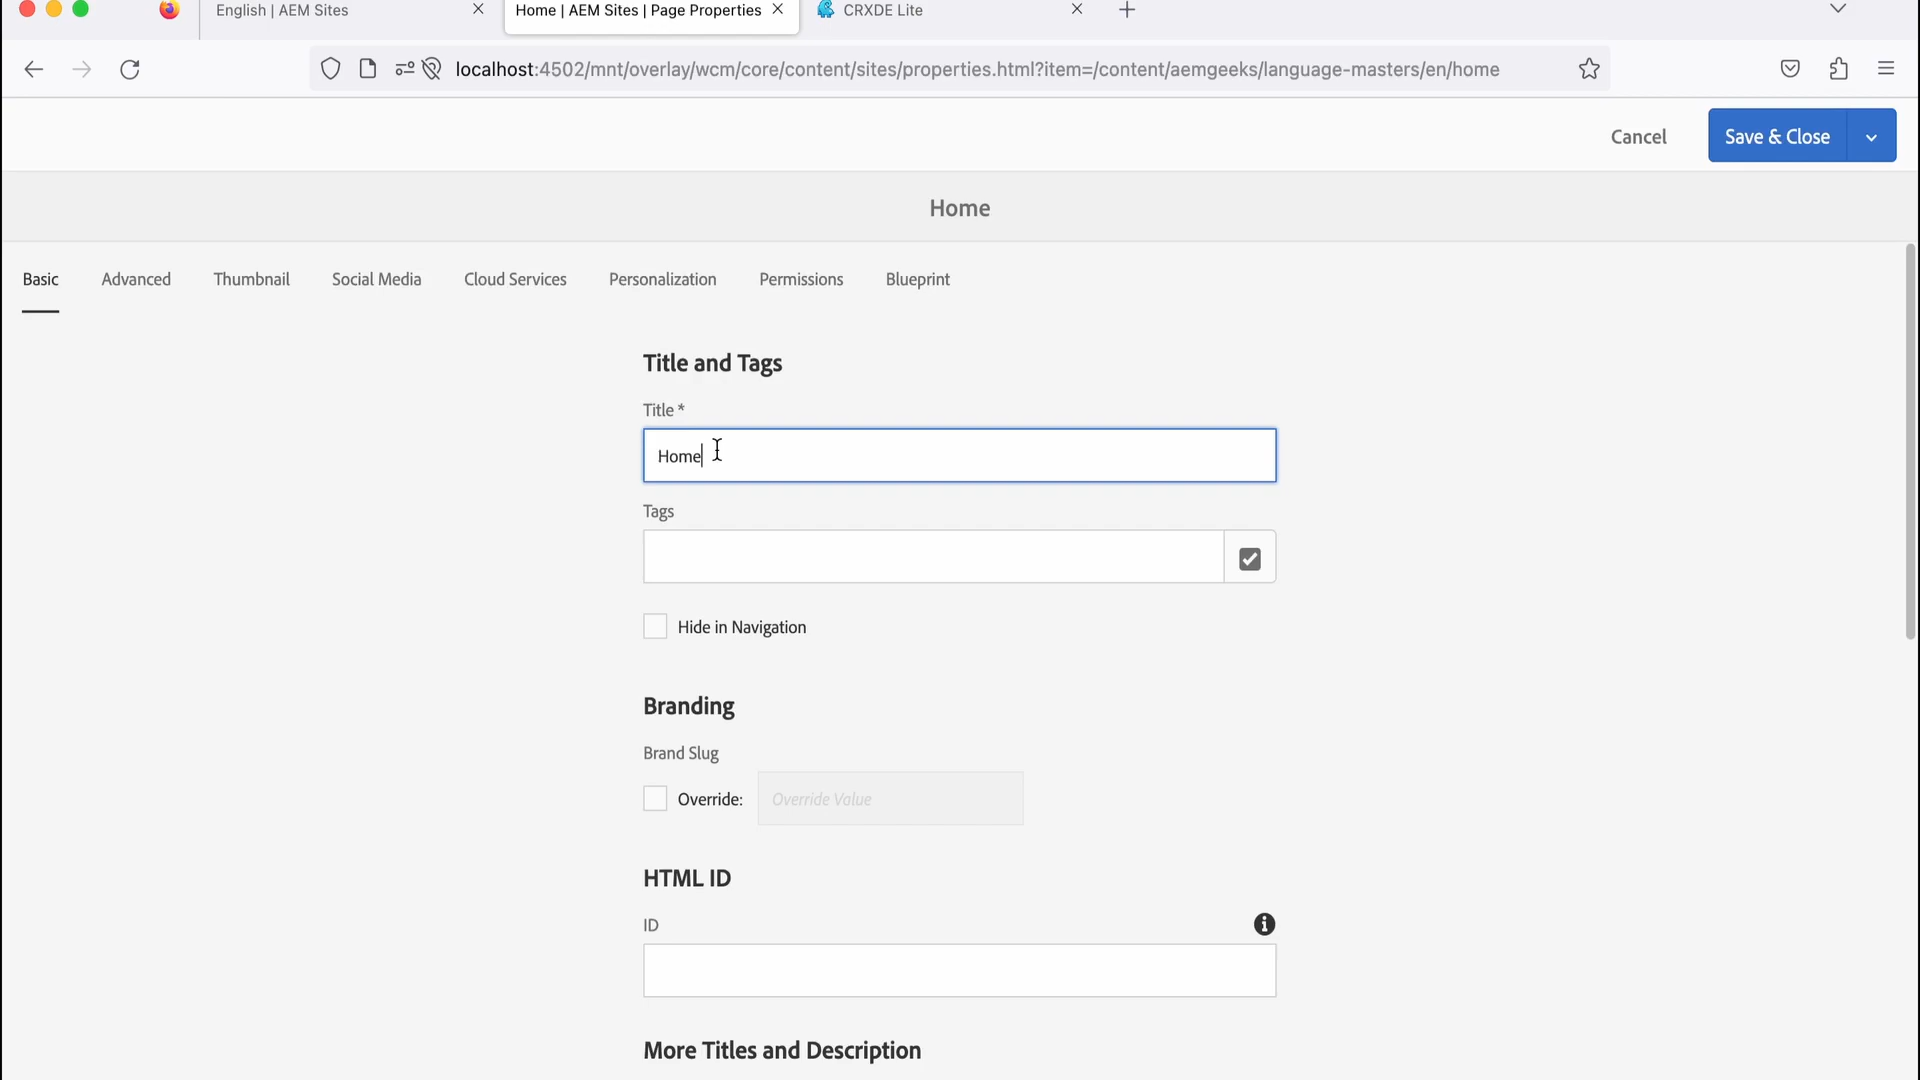 English | AEM Sites
Home | AEM Sites | Page Properties
CRXDE Lite
localhost:4502/mnt/overlay/wcm/core/content/sites/properties.html?item=/content/aemgeeks/language-masters/en/home
Cancel
Save & Close
Home
Basic
Advanced
Thumbnail
Social Media
Cloud Services
Personalization
Permissions
Blueprint
Title and Tags
Title *
Home
Tags
Hide in Navigation
Branding
Brand Slug
Override:
Override Value
HTML ID
ID
More Titles and Description